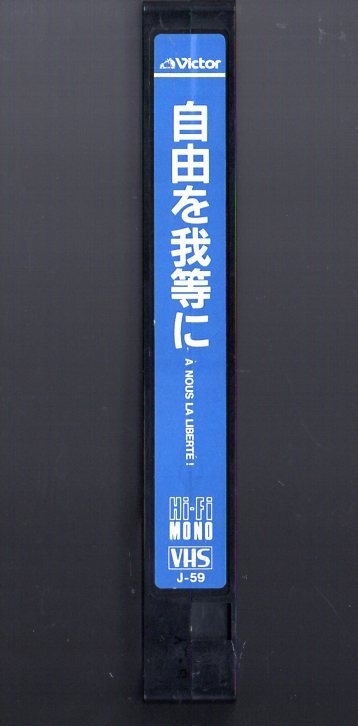 Victor
自由を我等に
À NOUS LA LIBERTÉ!
Hi-Fi
MONO
VHS
J-59